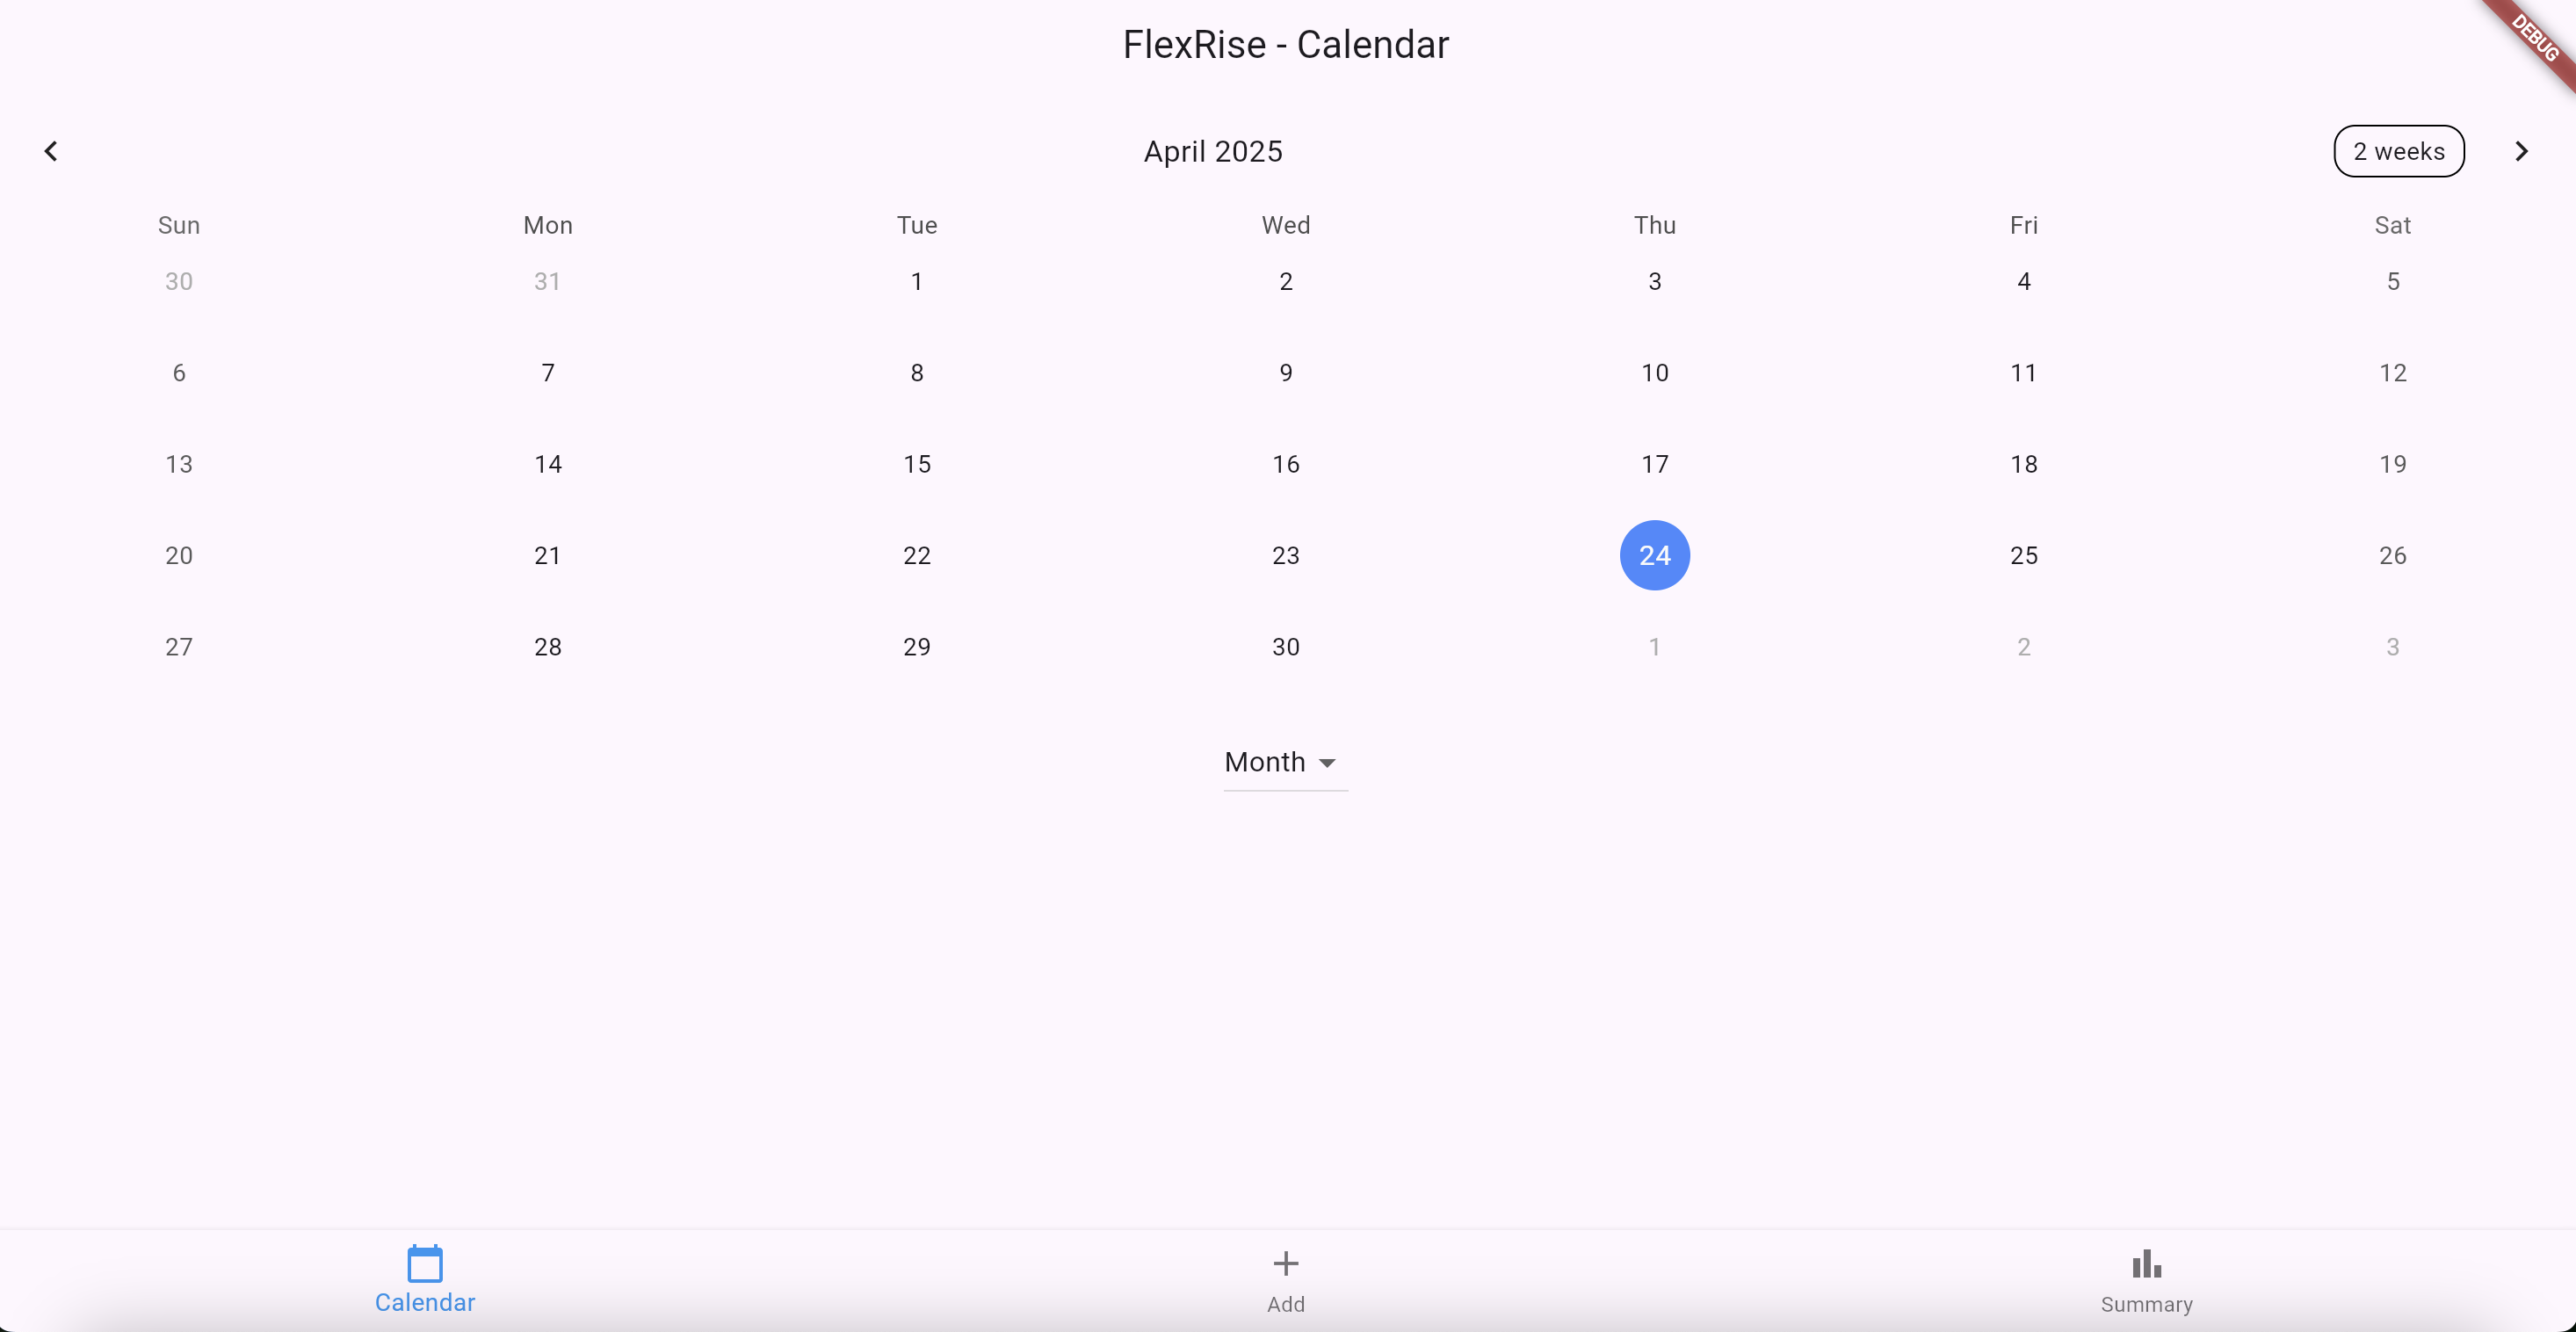 FlexRise - Calendar
DEBUG
April 2025
2 weeks
Sun Mon Tue Wed Thu Fri Sat
30 31 1 2 3 4 5
6 7 8 9 10 11 12
13 14 15 16 17 18 19
20 21 22 23 24 25 26
27 28 29 30 1 2 3
Month
Calendar Add Summary